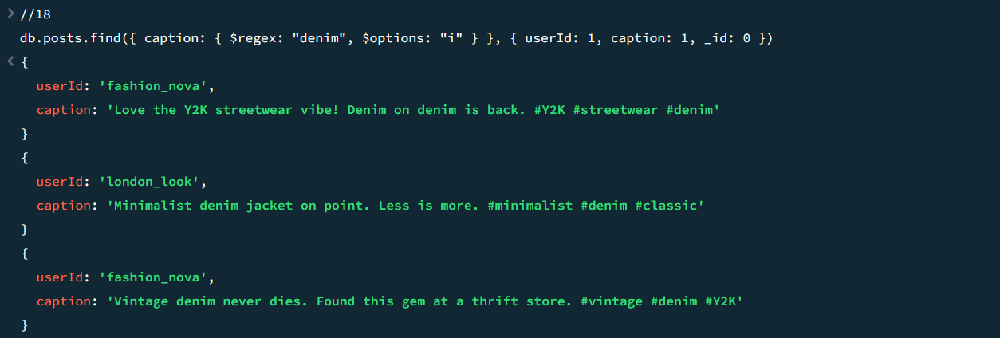 //18
db.posts.find({ caption: { $regex: "denim", $options: "i" } }, { userId: 1, caption: 1, _id: 0 })
{
  userId: 'fashion_nova',
  caption: 'Love the Y2K streetwear vibe! Denim on denim is back. #Y2K #streetwear #denim'
}
{
  userId: 'london_look',
  caption: 'Minimalist denim jacket on point. Less is more. #minimalist #denim #classic'
}
{
  userId: 'fashion_nova',
  caption: 'Vintage denim never dies. Found this gem at a thrift store. #vintage #denim #Y2K'
}